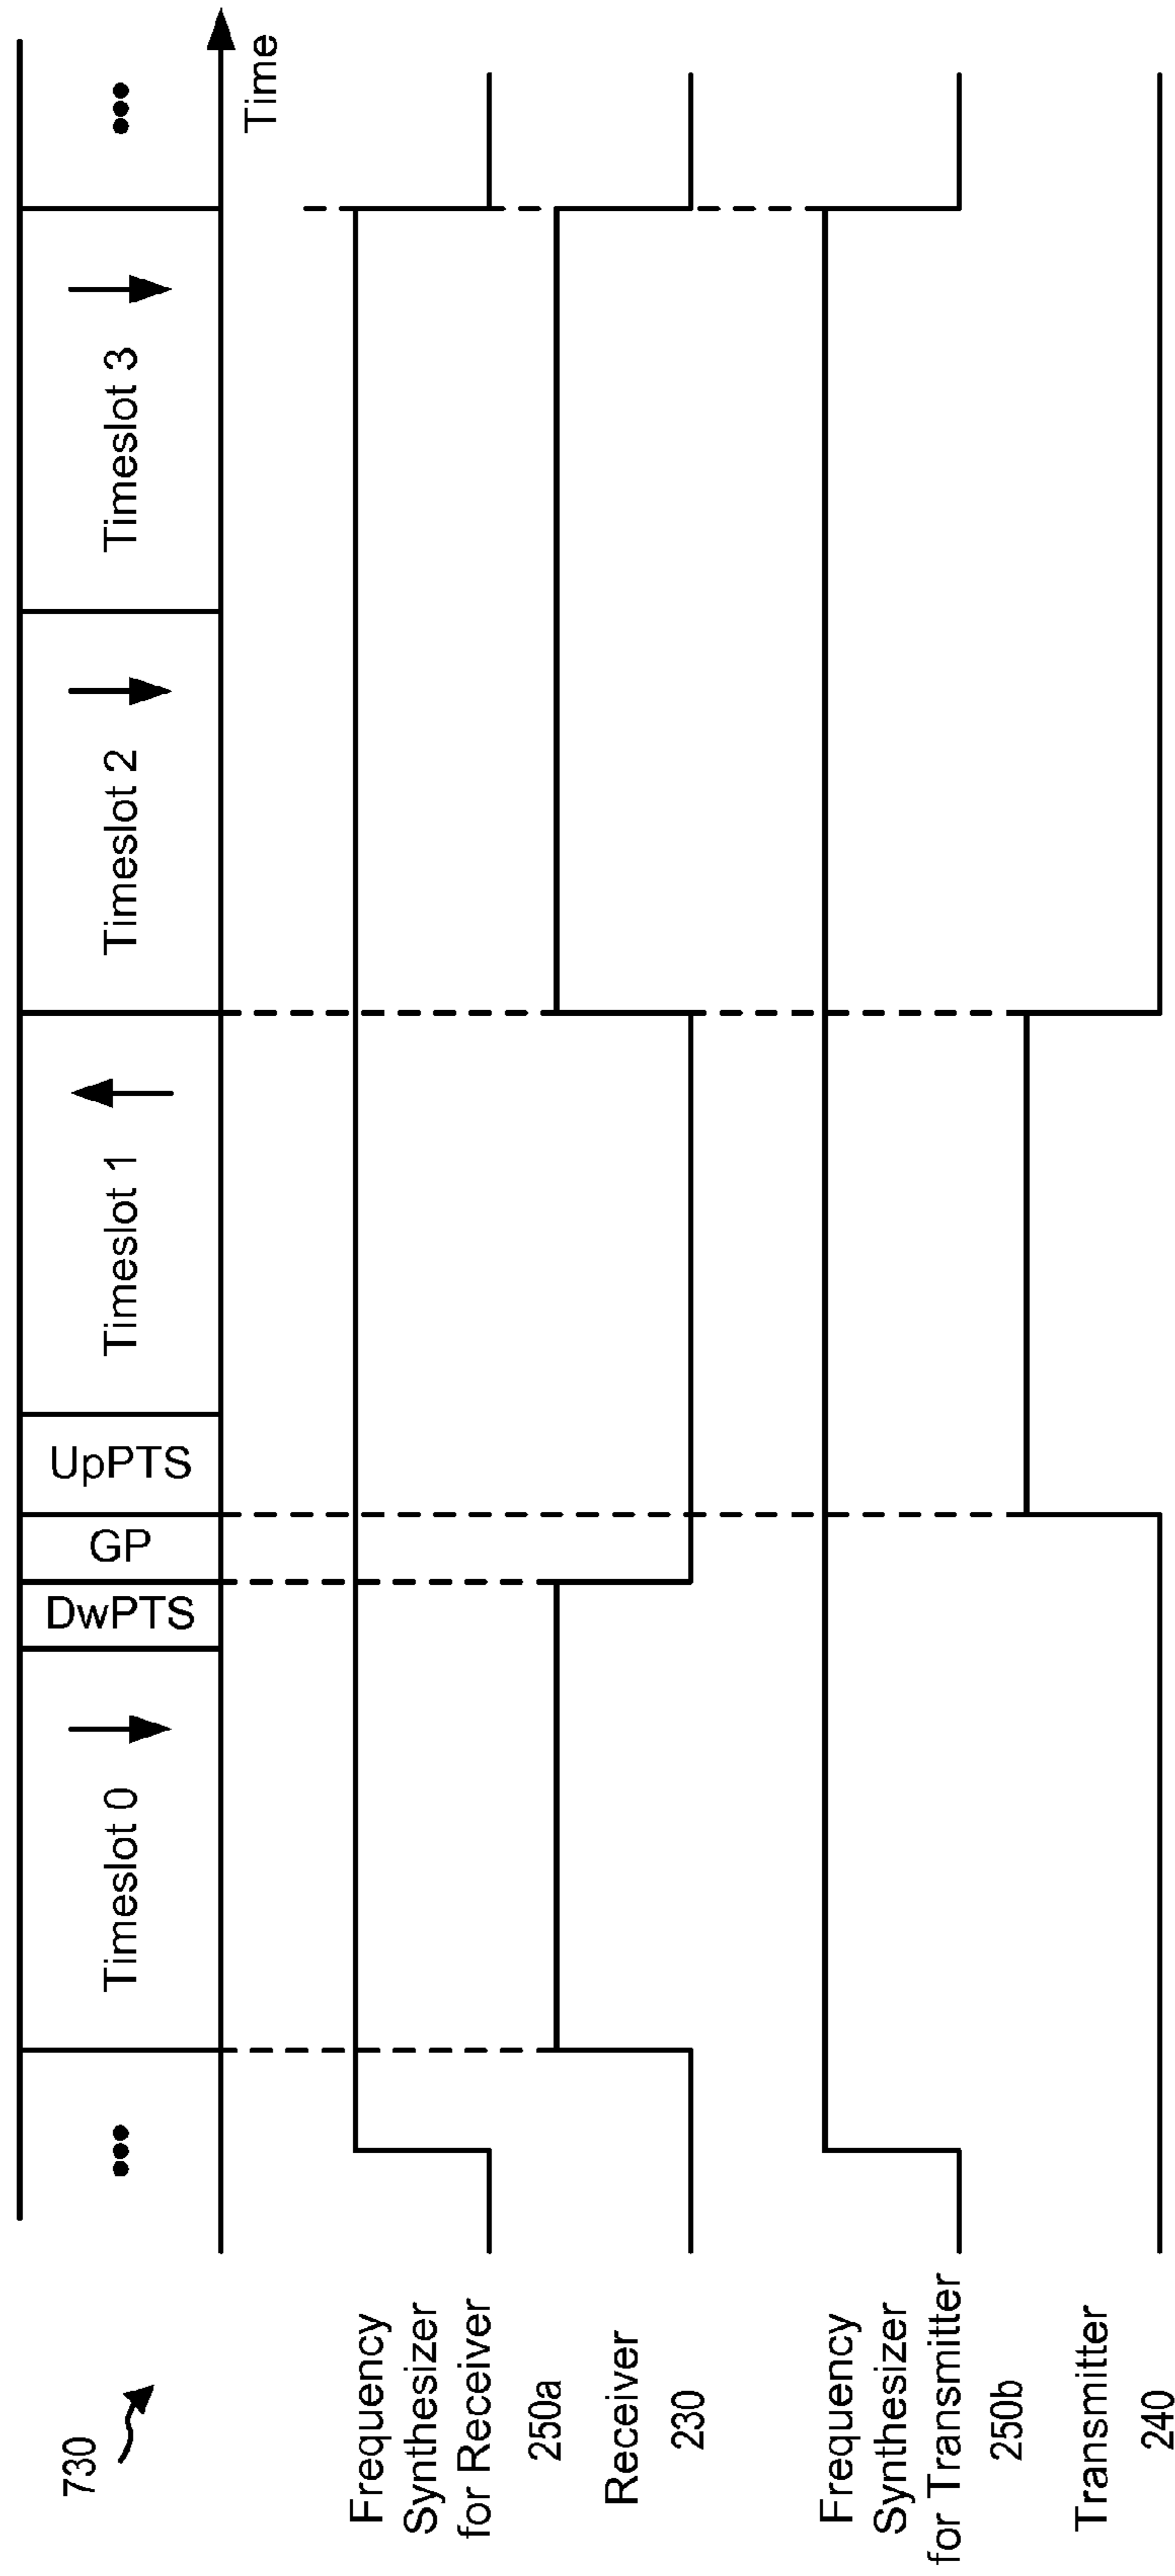 730
•••
Timeslot 0
DwPTS
GP
UpPTS
Timeslot 1
Timeslot 2
Timeslot 3
•••
Time
Frequency
Synthesizer
for Receiver
250a
Receiver
230
Frequency
Synthesizer
for Transmitter
250b
Transmitter
240